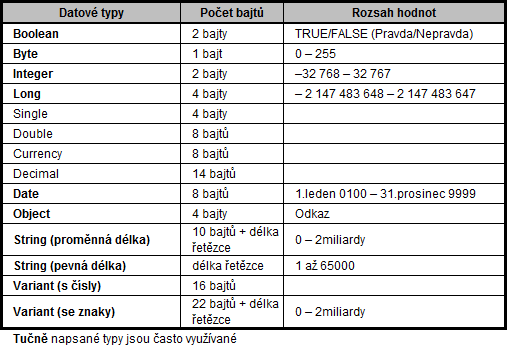 Datové typy Počet bajtů Rozsah hodnot
Boolean 2 bajty TRUE/FALSE (Pravda/Nepravda)
Byte 1 bajt 0 – 255
Integer 2 bajty –32 768 – 32 767
Long 4 bajty – 2 147 483 648 – 2 147 483 647
Single 4 bajty
Double 8 bajtů
Currency 8 bajtů
Decimal 14 bajtů
Date 8 bajtů 1.leden 0100 – 31.prosinec 9999
Object 4 bajty Odkaz
String (proměnná délka) 10 bajtů + délka řetězce 0 – 2miliardy
String (pevná délka) délka řetězce 1 až 65000
Variant (s čísly) 16 bajtů
Variant (se znaky) 22 bajtů + délka řetězce 0 – 2miliardy
Tučně napsané typy jsou často využívané